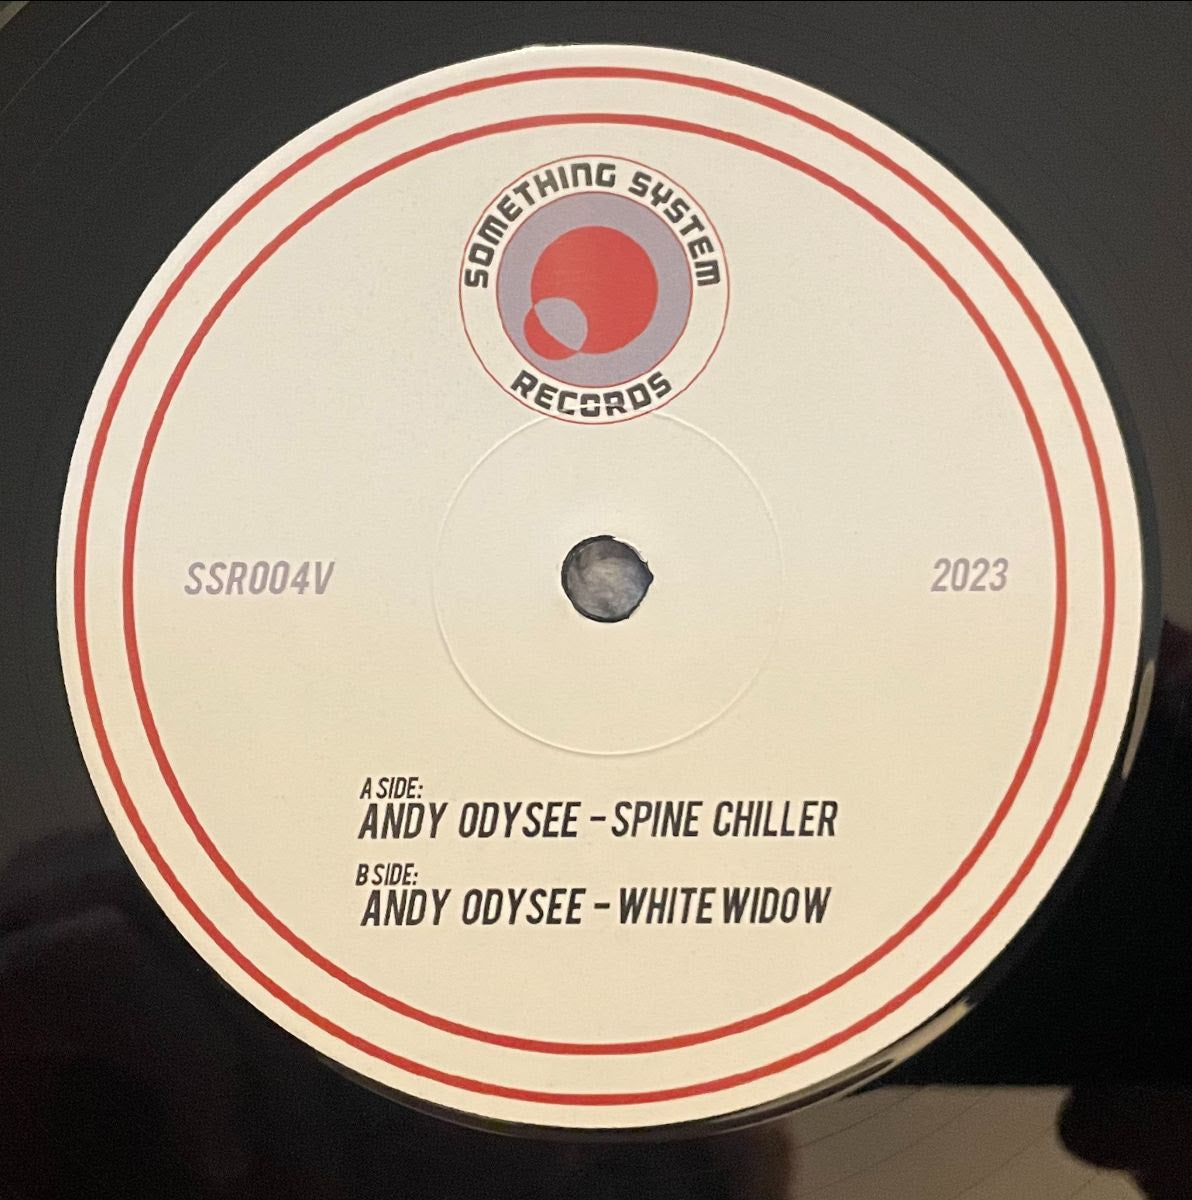 SOMETHING SYSTEM
RECORDS
SSR004V
2023
A SIDE:
ANDY ODYSEE - SPINE CHILLER
B SIDE:
ANDY ODYSEE - WHITE WIDOW